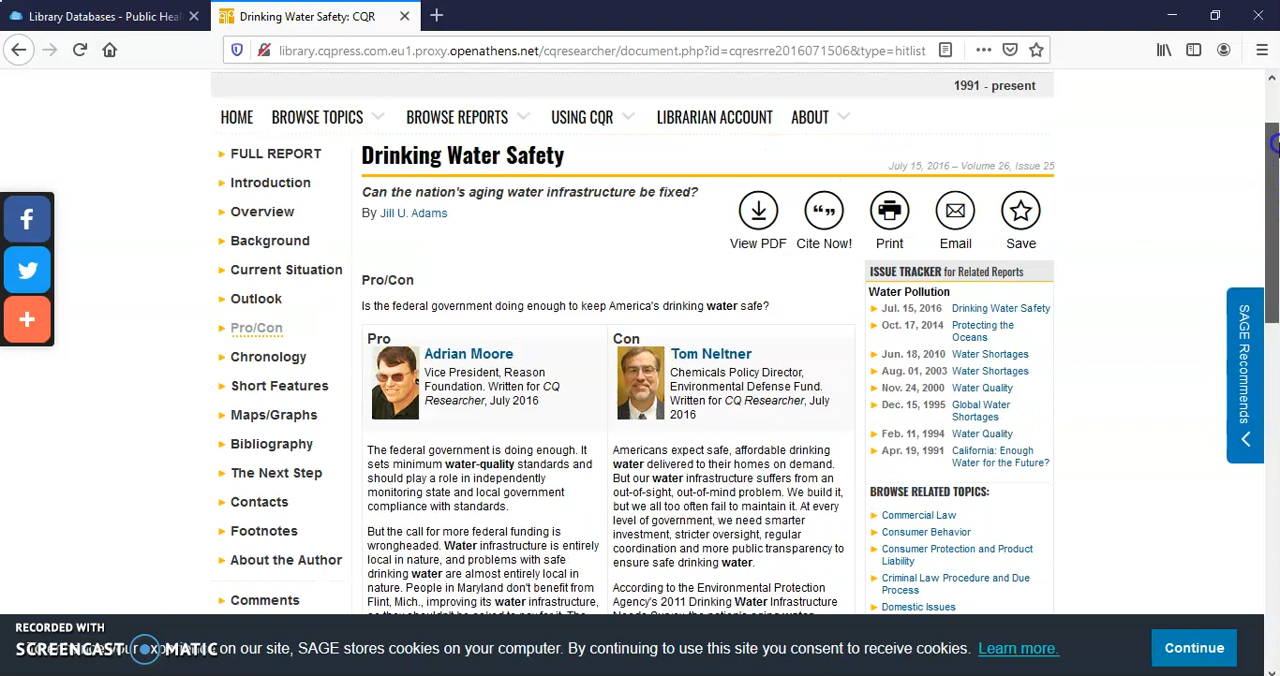 Library Databases - Public Heal
Drinking Water Safety: CQR
library.cqpress.com.eu1.proxy.openathens.net/cqresearcher/document.php?id=cqresrre2016071506&type=hitlist
1991 - present
HOME BROWSE TOPICS BROWSE REPORTS USING CQR LIBRARIAN ACCOUNT ABOUT
FULL REPORT
Introduction
Overview
Background
Current Situation
Outlook
Pro/Con
Chronology
Short Features
Maps/Graphs
Bibliography
The Next Step
Contacts
Footnotes
About the Author
Comments
Drinking Water Safety
July 15, 2016 – Volume 26, Issue 25
Can the nation's aging water infrastructure be fixed?
By Jill U. Adams
View PDF Cite Now! Print Email Save
Pro/Con
Is the federal government doing enough to keep America's drinking water safe?
Pro
Adrian Moore
Vice President, Reason
Foundation. Written for CQ
Researcher, July 2016
The federal government is doing enough. It
sets minimum water-quality standards and
should play a role in independently
monitoring state and local government
compliance with standards.
But the call for more federal funding is
wrongheaded. Water infrastructure is entirely
local in nature, and problems with safe
drinking water are almost entirely local in
nature. People in Maryland don't benefit from
Flint, Mich., improving its water infrastructure,
Con
Tom Neltner
Chemicals Policy Director,
Environmental Defense Fund.
Written for CQ Researcher, July
2016
Americans expect safe, affordable drinking
water delivered to their homes on demand.
But our water infrastructure suffers from an
out-of-sight, out-of-mind problem. We build it,
but we all too often fail to maintain it. At every
level of government, we need smarter
investment, stricter oversight, regular
coordination and more public transparency to
ensure safe drinking water.
According to the Environmental Protection
Agency's 2011 Drinking Water Infrastructure
ISSUE TRACKER for Related Reports
Water Pollution
Jul. 15, 2016 Drinking Water Safety
Oct. 17, 2014 Protecting the
Oceans
Jun. 18, 2010 Water Shortages
Aug. 01, 2003 Water Shortages
Nov. 24, 2000 Water Quality
Dec. 15, 1995 Global Water
Shortages
Feb. 11, 1994 Water Quality
Apr. 19, 1991 California: Enough
Water for the Future?
BROWSE RELATED TOPICS:
Commercial Law
Consumer Behavior
Consumer Protection and Product
Liability
Criminal Law Procedure and Due
Process
Domestic Issues
SAGE Recommends
RECORDED WITH
SCREENCAST MATIC
on our site, SAGE stores cookies on your computer. By continuing to use this site you consent to receive cookies. Learn more.
Continue